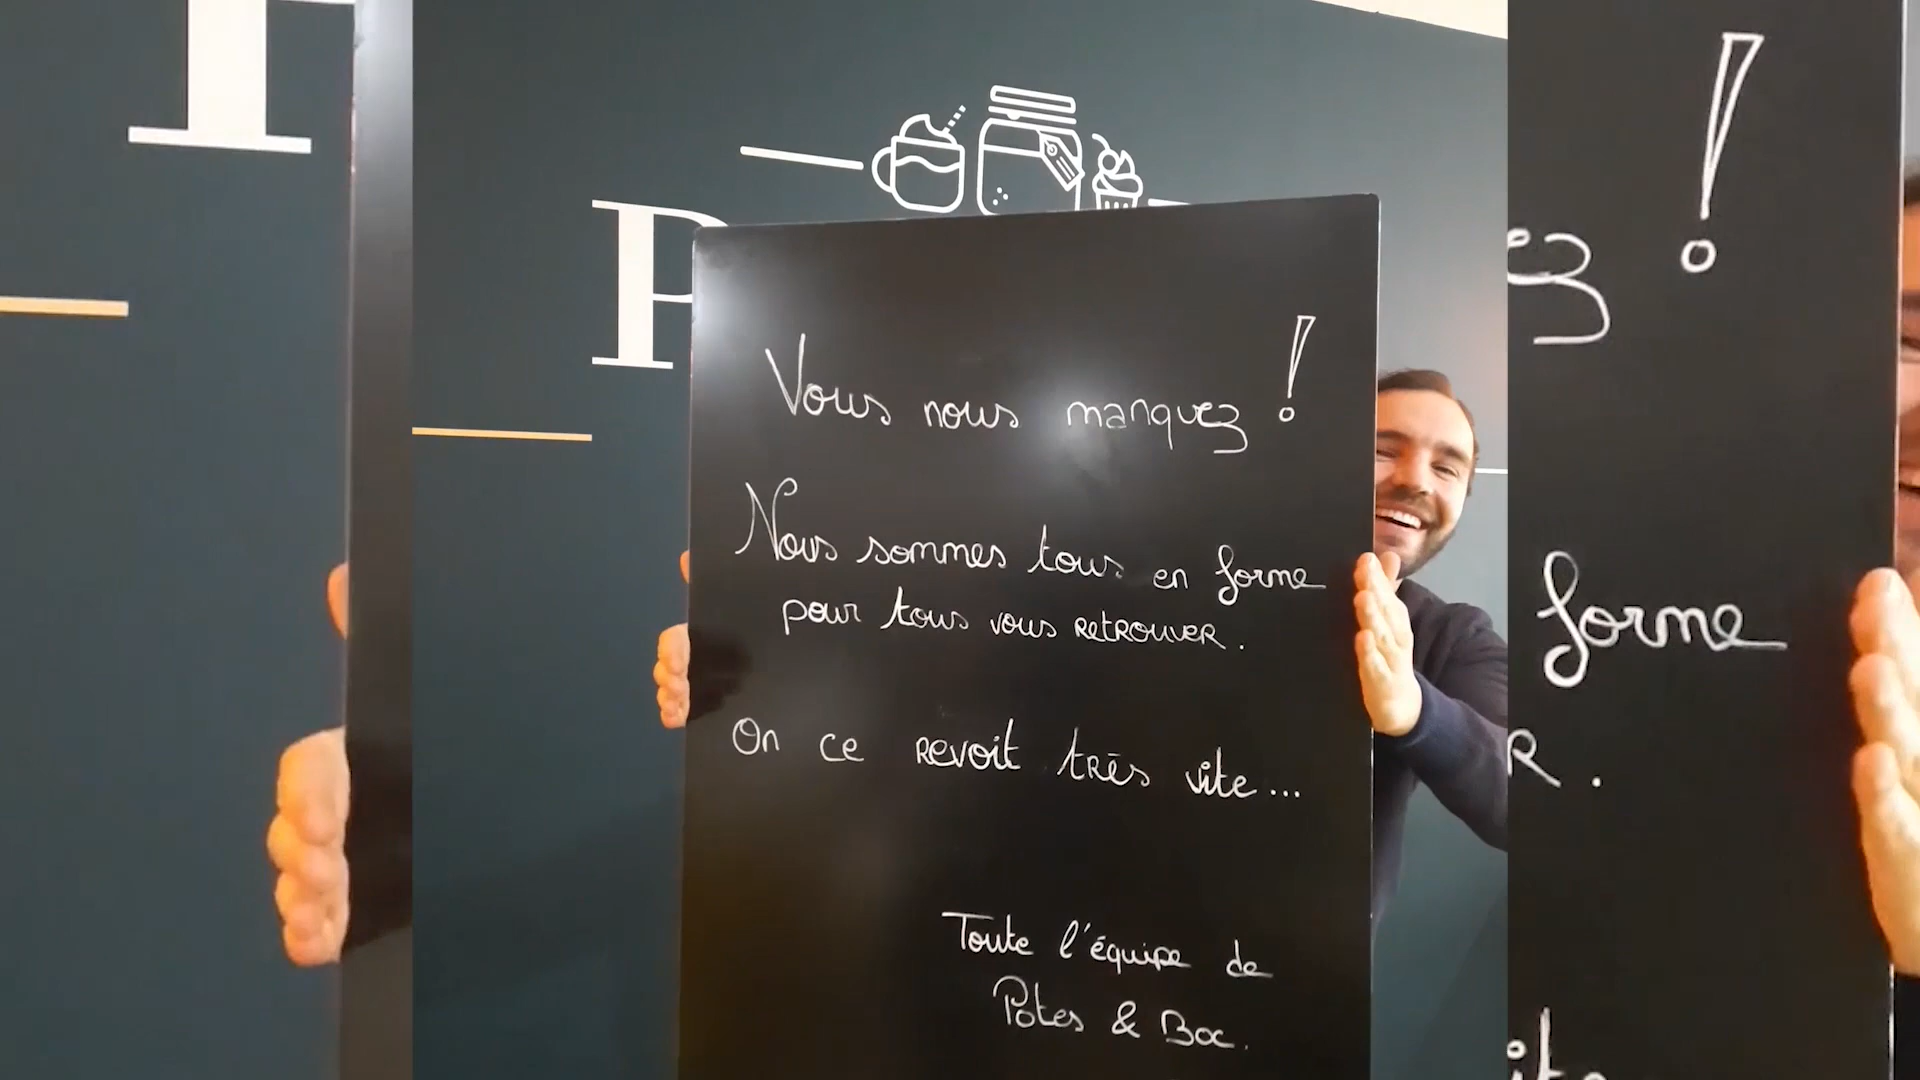 P
Vous nous manquez !
Nous sommes tous en forme
pour tous vous retrouver.
On ce revoit très vite...
Toute l'équipe de
Potes & Boc.